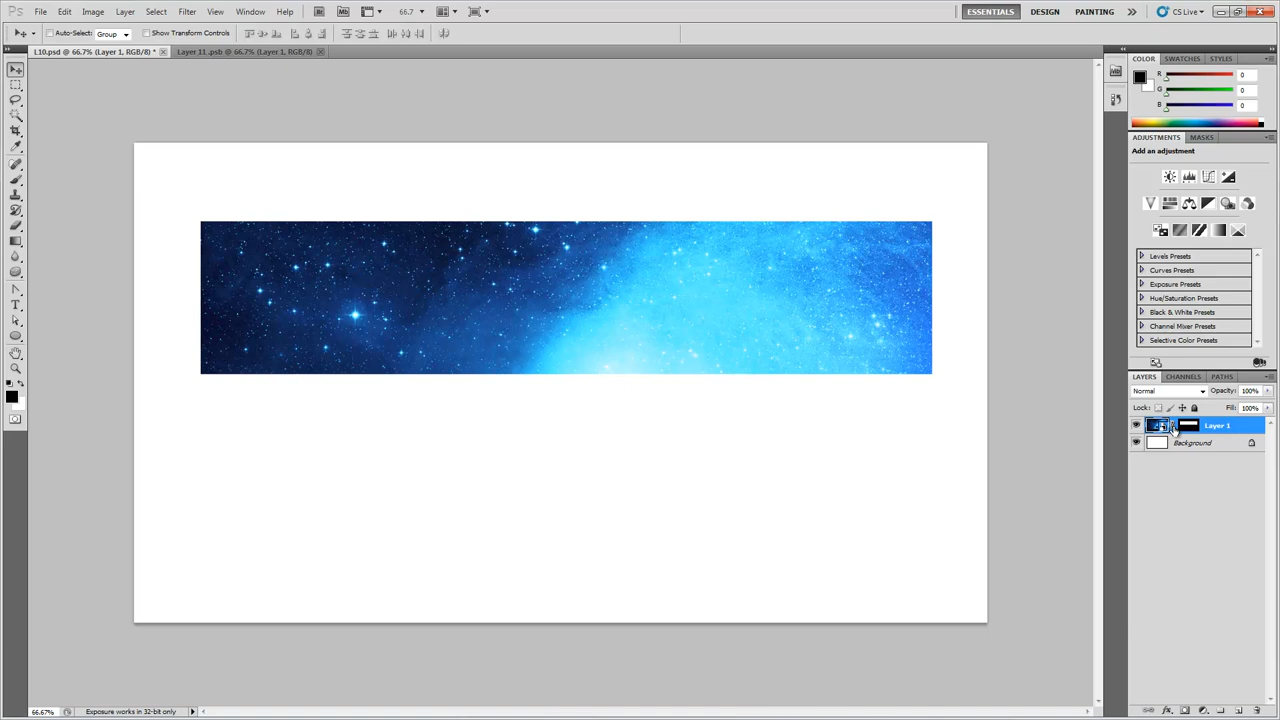 Ps File Edit Image Layer Select Filter View Window Help Br Mb 66.7 ESSENTIALS DESIGN PAINTING CS Live
Auto-Select: Group Show Transform Controls
L10.psd @ 66.7% (Layer 1, RGB/8) * Layer 11 .psb @ 66.7% (Layer 1, RGB/8)
COLOR SWATCHES STYLES
R 0
G 0
B 0
ADJUSTMENTS MASKS
Add an adjustment
Levels Presets
Curves Presets
Exposure Presets
Hue/Saturation Presets
Black & White Presets
Channel Mixer Presets
Selective Color Presets
LAYERS CHANNELS PATHS
Normal Opacity: 100%
Lock: Fill: 100%
Layer 1
Background
66.67% Exposure works in 32-bit only